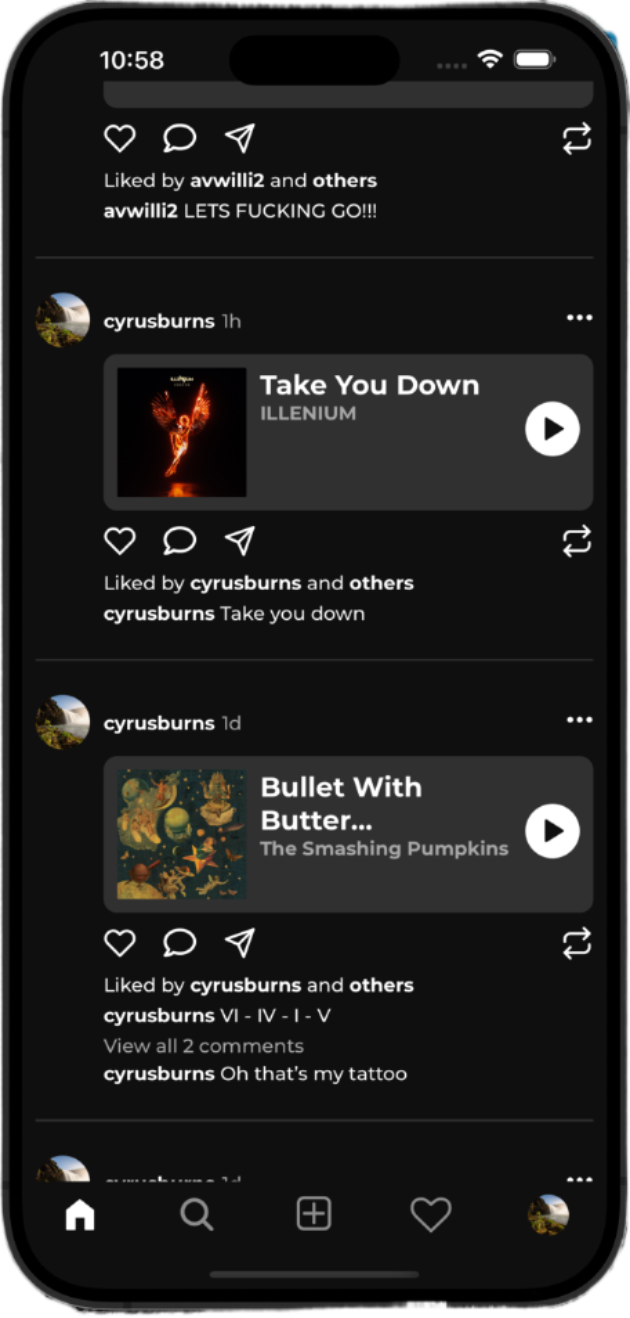 10:58
Liked by avwilli2 and others
avwilli2 LETS FUCKING GO!!!
cyrusburns 1h
Take You Down
ILLENIUM
ILLENIUM
Liked by cyrusburns and others
cyrusburns Take you down
cyrusburns 1d
Bullet With
Butter...
The Smashing Pumpkins
Liked by cyrusburns and others
cyrusburns VI - IV - I - V
View all 2 comments
cyrusburns Oh that's my tattoo
cyrusburns 1d